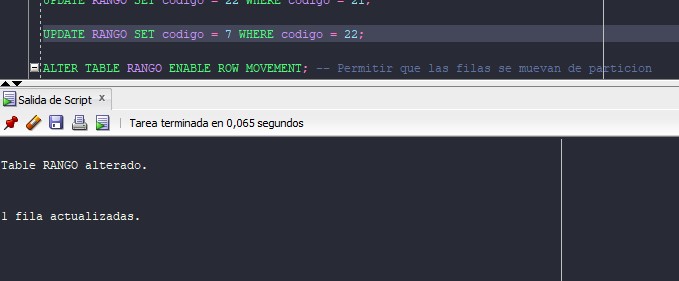 UPDATE RANGO SET codigo = 22 WHERE codigo = 21;
UPDATE RANGO SET codigo = 7 WHERE codigo = 22;
ALTER TABLE RANGO ENABLE ROW MOVEMENT; -- Permitir que las filas se muevan de particion
Salida de Script x
Tarea terminada en 0,065 segundos
Table RANGO alterado.
1 fila actualizadas.